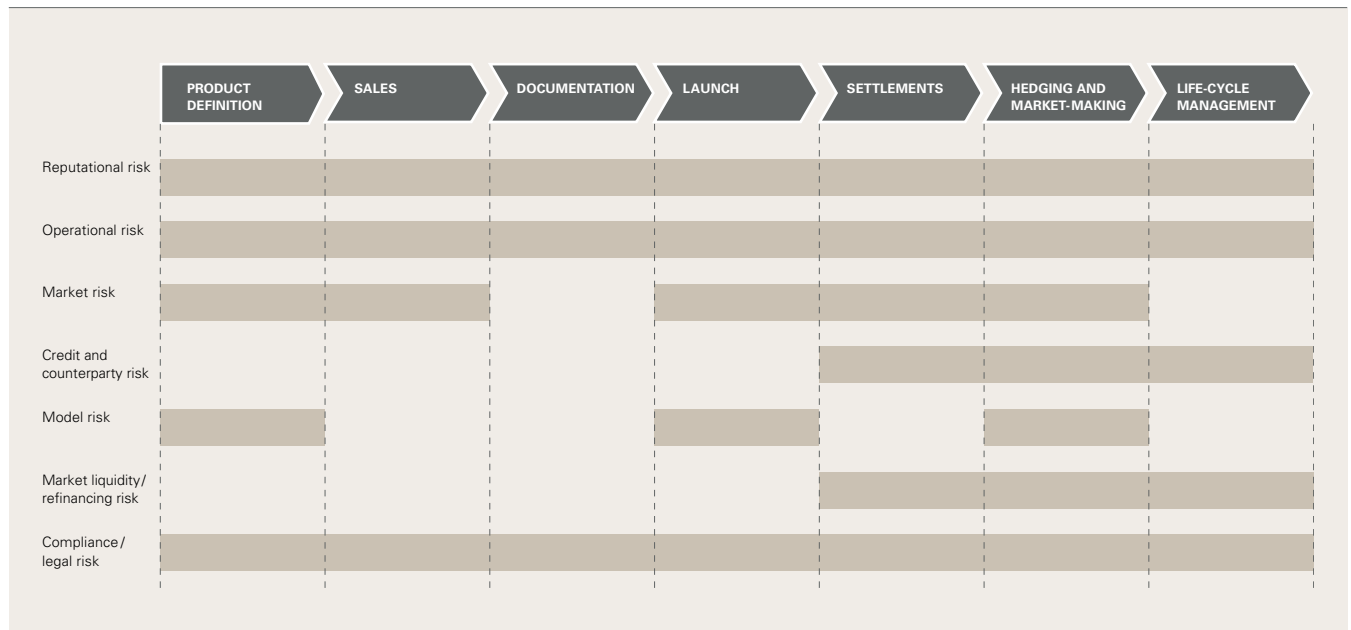 PRODUCT
DEFINITION
SALES
DOCUMENTATION
LAUNCH
SETTLEMENTS
HEDGING AND
MARKET-MAKING
LIFE-CYCLE
MANAGEMENT
Reputational risk
Operational risk
Market risk
Credit and
counterparty risk
Model risk
Market liquidity/
refinancing risk
Compliance/
legal risk